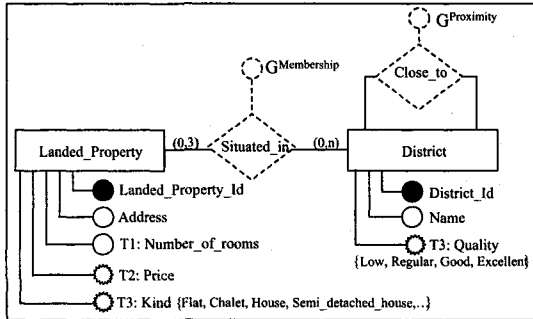 G^Proximity
Close_to
G^Membership
Landed_Property
(0,3)
Situated_in
(0,n)
District
Landed_Property_Id
Address
T1: Number_of_rooms
T2: Price
T3: Kind {Flat, Chalet, House, Semi_detached_house,..}
District_Id
Name
T3: Quality
{Low, Regular, Good, Excellent}